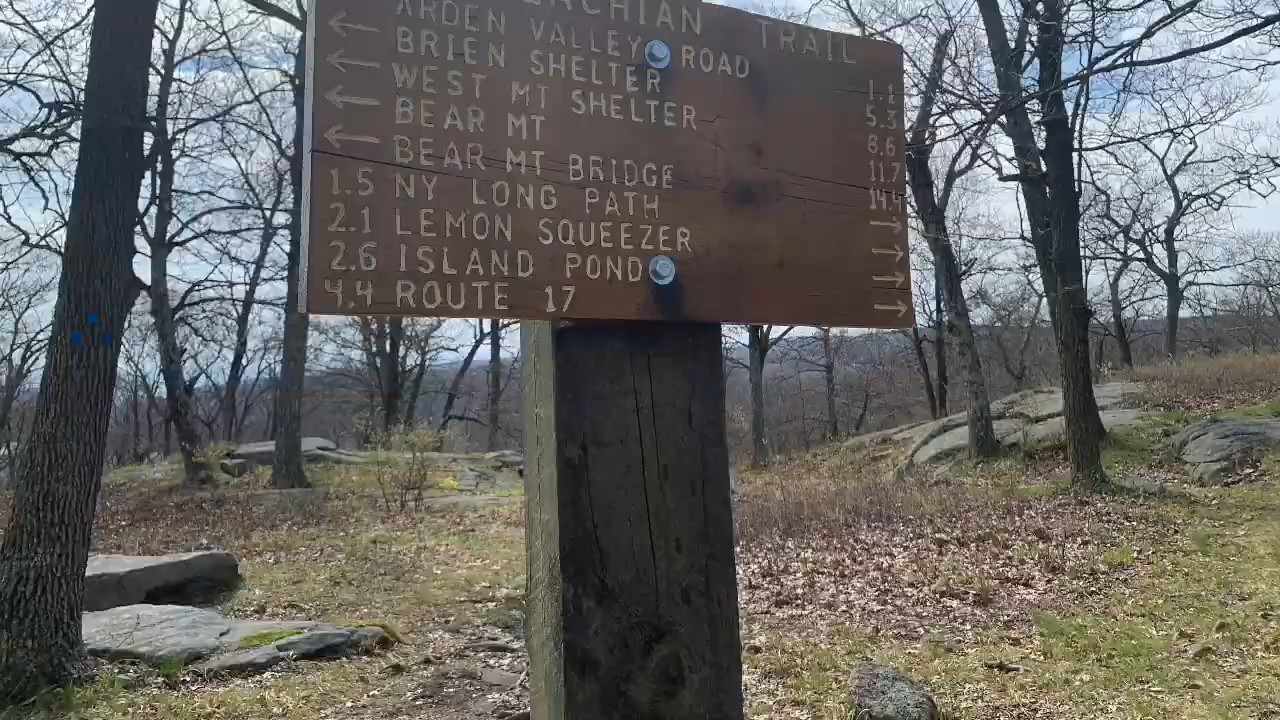 TRAIL
ARDEN VALLEY ROAD 1.1
BRIEN SHELTER 5.3
WEST MT SHELTER 8.6
BEAR MT 11.7
BEAR MT BRIDGE 14.4
1.5 NY LONG PATH
2.1 LEMON SQUEEZER
2.6 ISLAND POND
4.4 ROUTE 17